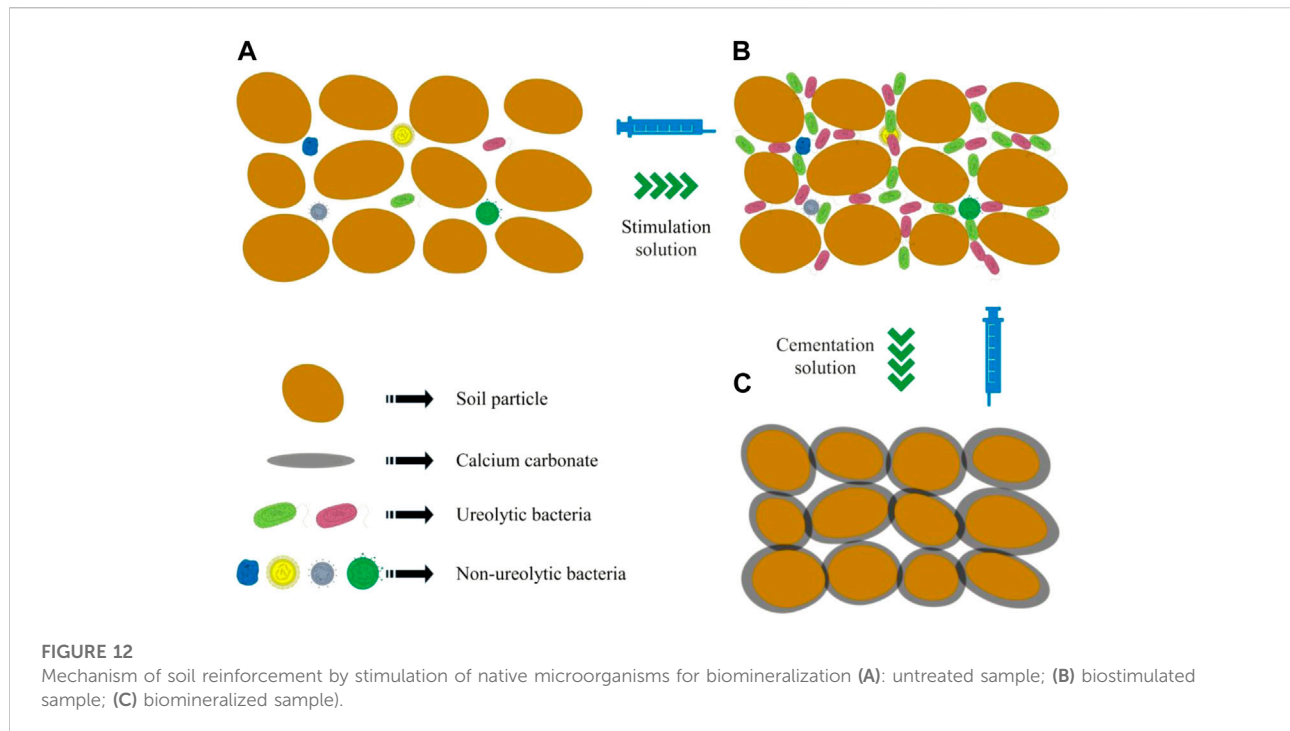 A
B
Stimulation
solution
Cementation
solution
C
Soil particle
Calcium carbonate
Ureolytic bacteria
Non-ureolytic bacteria
FIGURE 12
Mechanism of soil reinforcement by stimulation of native microorganisms for biomineralization (A): untreated sample; (B) biostimulated
sample; (C) biomineralized sample).